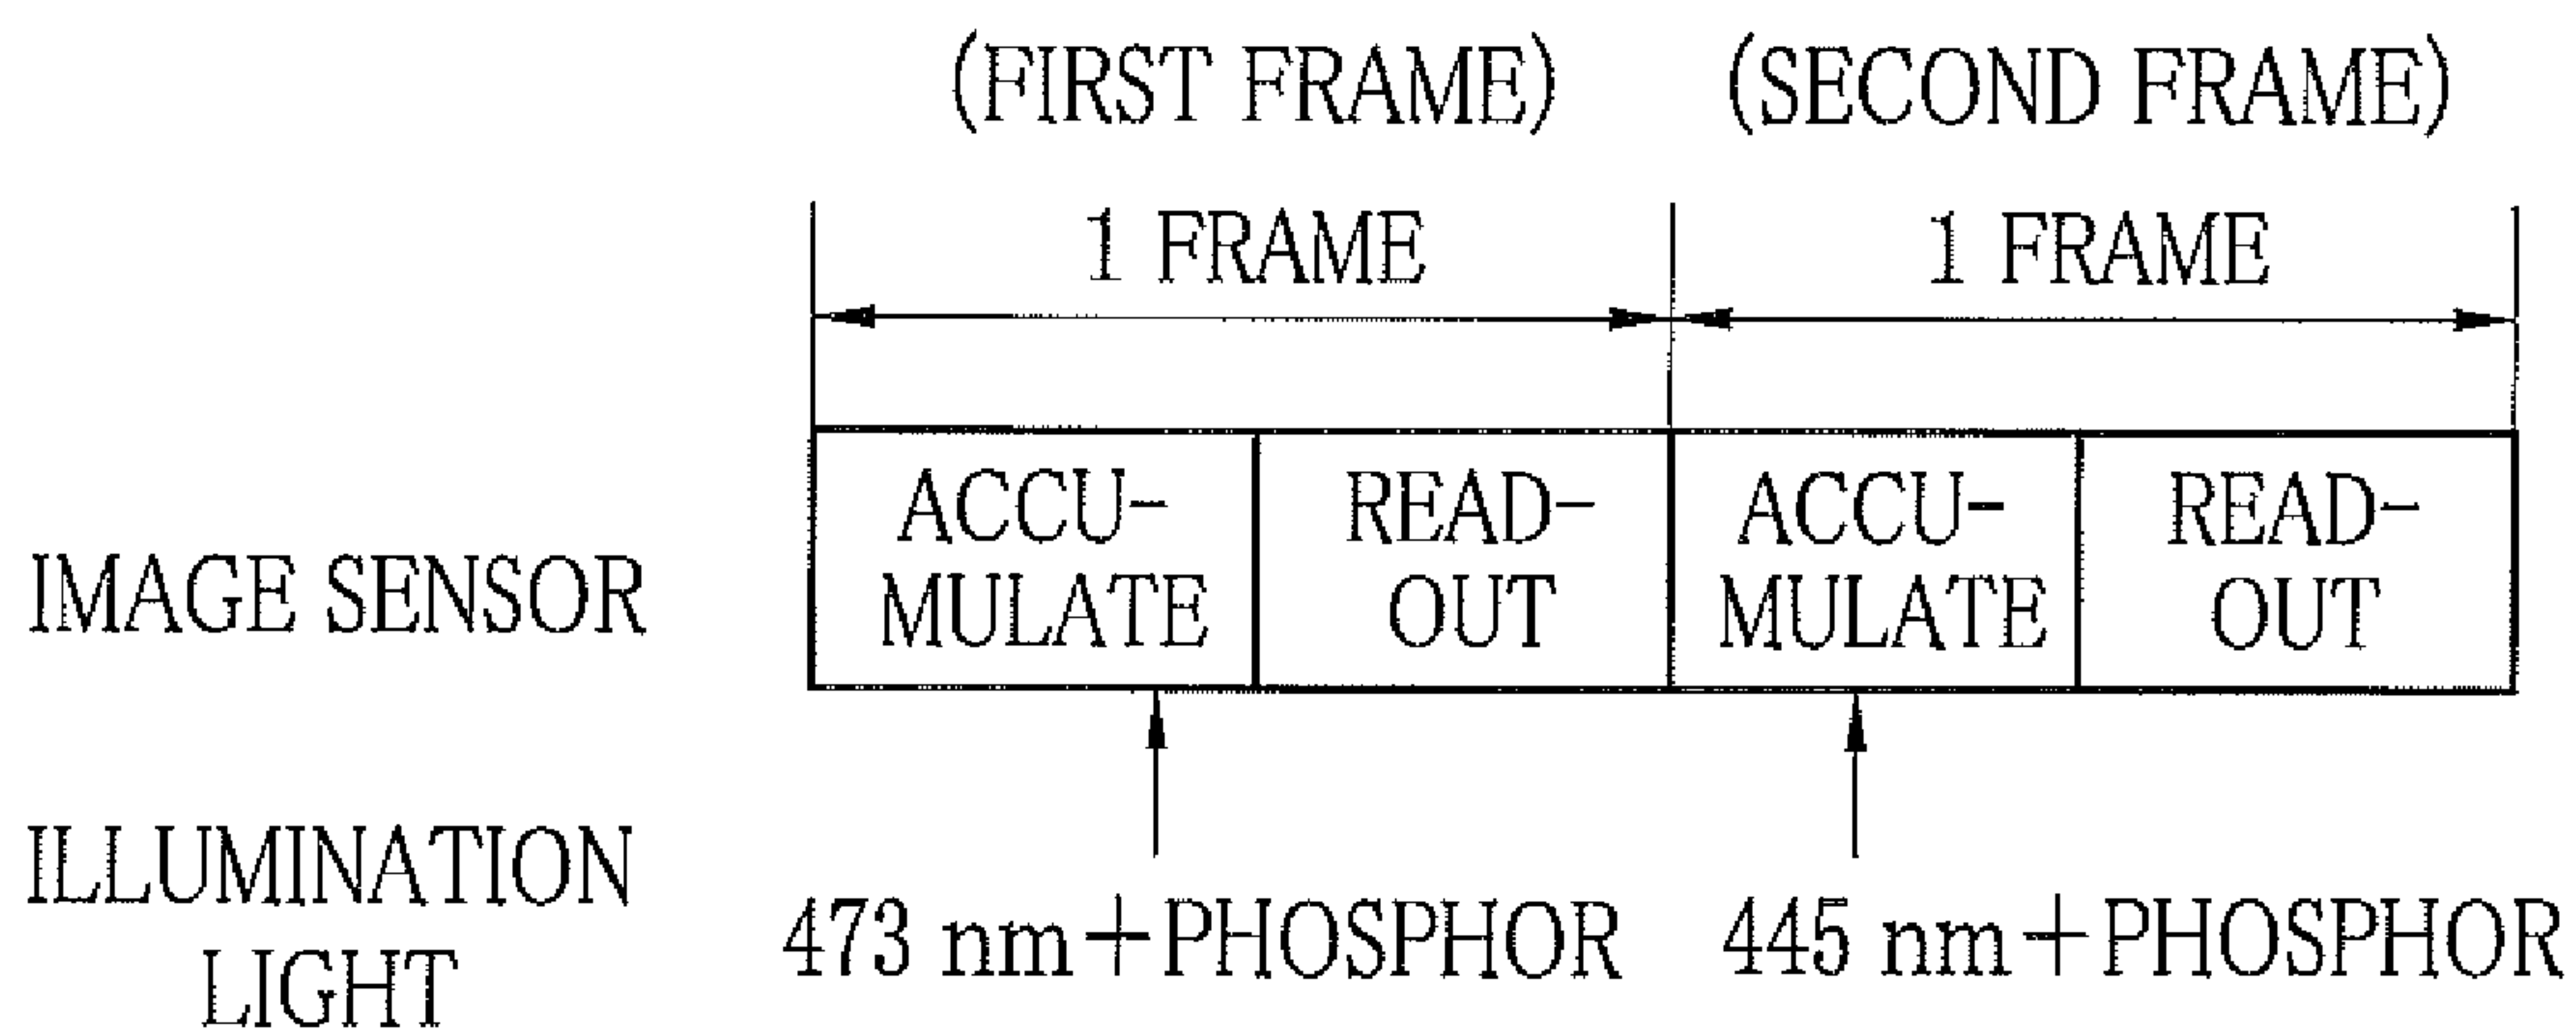 (FIRST FRAME) (SECOND FRAME)
1 FRAME 1 FRAME
ACCU- READ- ACCU- READ-
MULATE OUT MULATE OUT
IMAGE SENSOR
ILLUMINATION
LIGHT
473 nm+PHOSPHOR 445 nm+PHOSPHOR